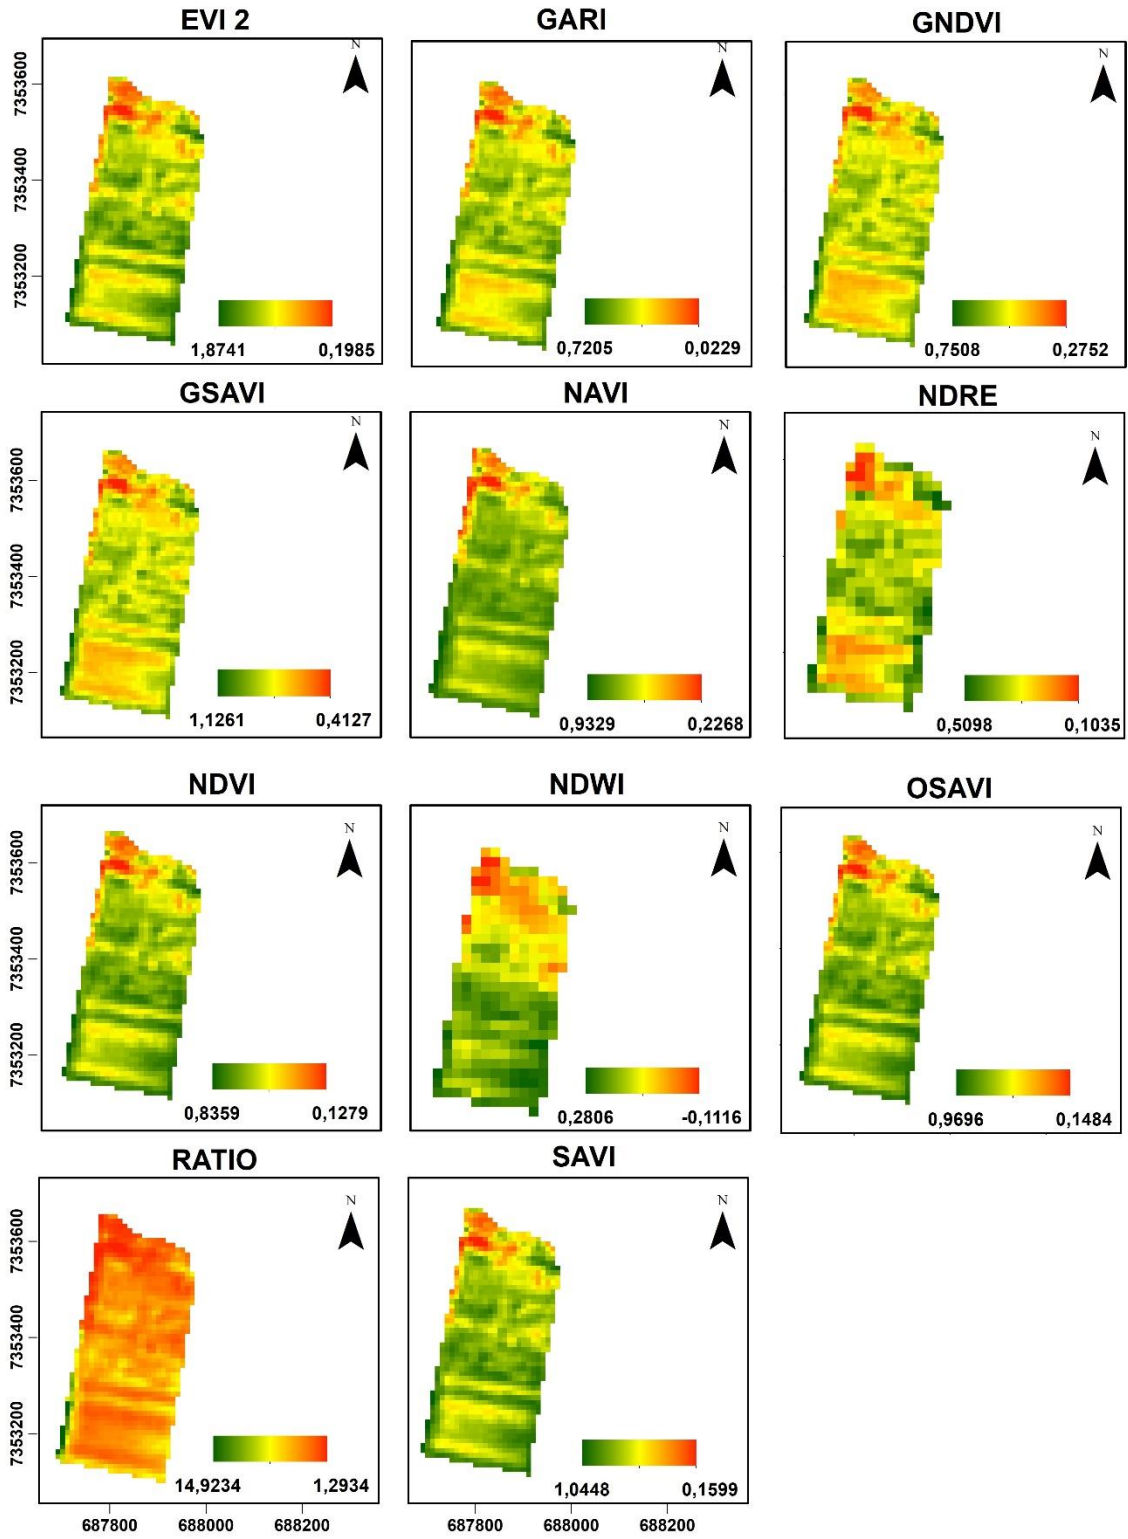 EVI 2
GARI
GNDVI
N
N
N
7353600
7353400
7353200
1,8741 0,1985
0,7205 0,0229
0,7508 0,2752
GSAVI
NAVI
NDRE
N
N
N
7353600
7353400
7353200
1,1261 0,4127
0,9329 0,2268
0,5098 0,1035
NDVI
NDWI
OSAVI
N
N
N
7353600
7353400
7353200
0,8359 0,1279
0,2806 -0,1116
0,9696 0,1484
RATIO
SAVI
N
N
7353600
7353400
7353200
14,9234 1,2934
1,0448 0,1599
687800 688000 688200
687800 688000 688200